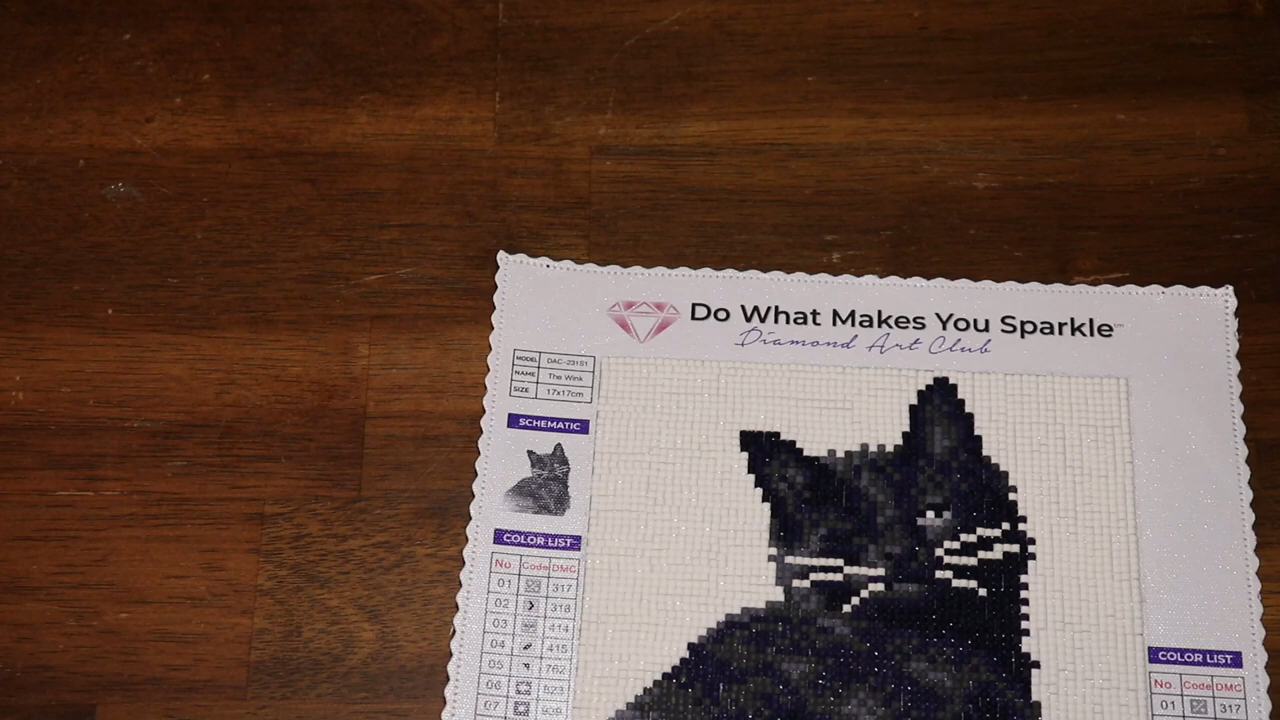 Do What Makes You Sparkle
Diamond Art Club
MODEL DAC-231S1
NAME The Wink
SIZE 17x17cm
SCHEMATIC
COLOR LIST
No. Code DMC
01 317
02 318
03 414
04 415
05 762
06 823
07
COLOR LIST
No. Code DMC
01 317